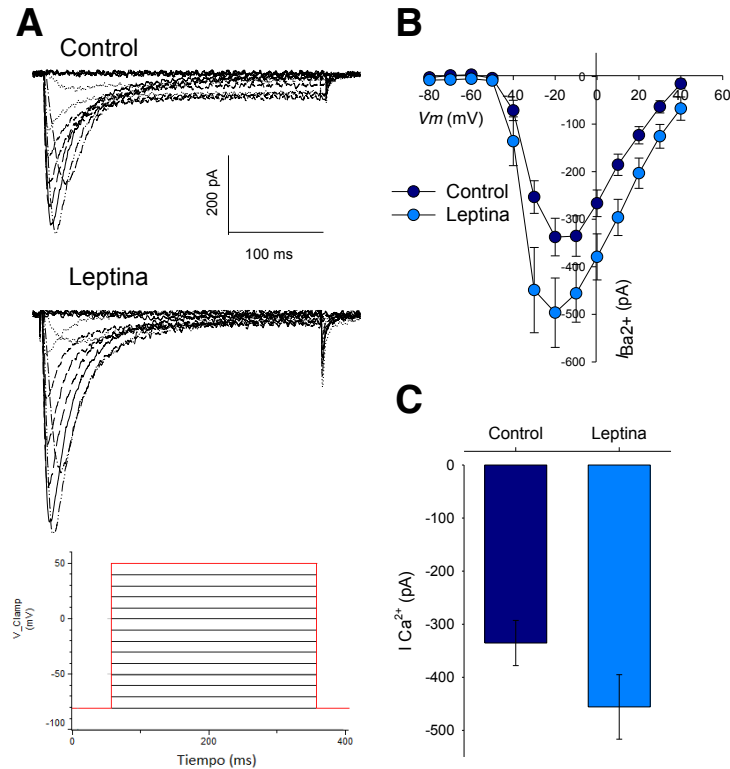 A
Control
200 pA
100 ms
Leptina
V_Clamp
(mV)
50
0
-50
-100
0
200
400
Tiempo (ms)
B
0
-80
-60
-40
-20
0
20
40
60
Vm (mV)
-100
-200
-300
-400
-500
-600
Control
Leptina
IBa2+ (pA)
C
Control
Leptina
0
-100
-200
-300
-400
-500
I Ca2+ (pA)